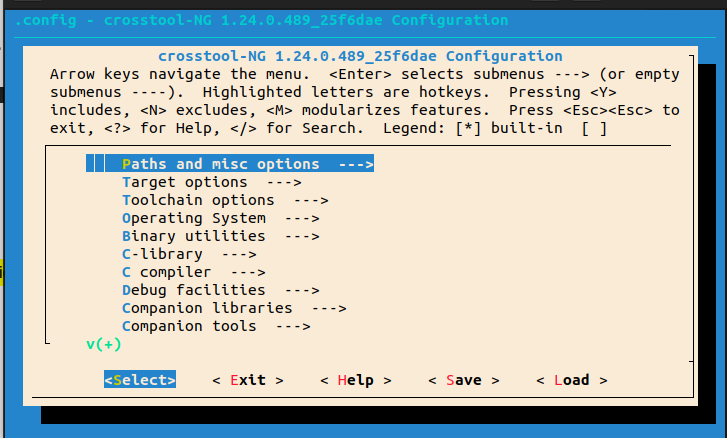 .config - crosstool-NG 1.24.0.489_25f6dae Configuration
crosstool-NG 1.24.0.489_25f6dae Configuration
Arrow keys navigate the menu.  <Enter> selects submenus ---> (or empty
submenus ----).  Highlighted letters are hotkeys.  Pressing <Y>
includes, <N> excludes, <M> modularizes features.  Press <Esc><Esc> to
exit, <?> for Help, </> for Search.  Legend: [*] built-in  [ ]
Paths and misc options  --->
Target options  --->
Toolchain options  --->
Operating System  --->
Binary utilities  --->
C-library  --->
C compiler  --->
Debug facilities  --->
Companion libraries  --->
Companion tools  --->
v(+)
<Select>    < Exit >    < Help >    < Save >    < Load >